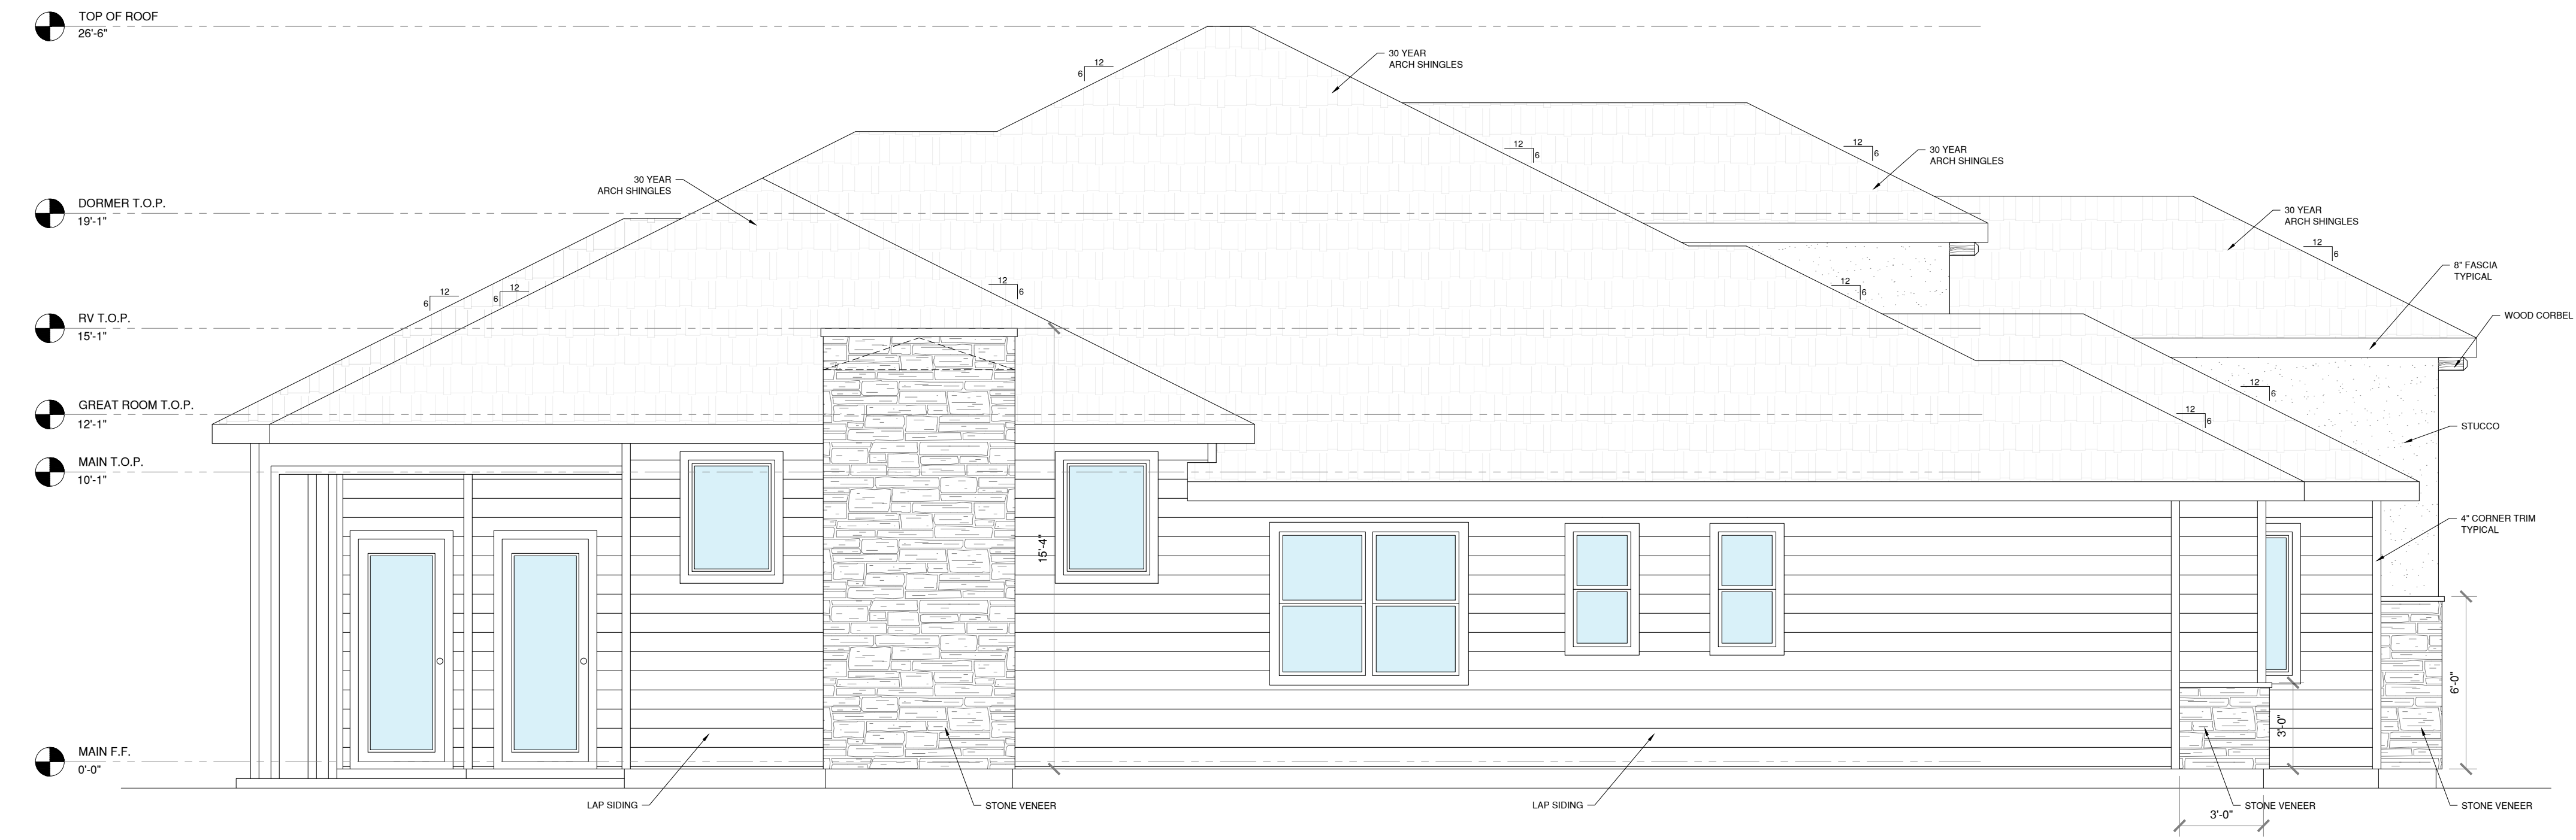 TOP OF ROOF
26'-6"
12
6
30 YEAR
ARCH SHINGLES
12
6
12
6
30 YEAR
ARCH SHINGLES
30 YEAR
ARCH SHINGLES
DORMER T.O.P.
19'-1"
30 YEAR
ARCH SHINGLES
12
6
8" FASCIA
TYPICAL
12
6
12
6
12
6
12
6
RV T.O.P.
15'-1"
WOOD CORBEL
12
6
GREAT ROOM T.O.P.
12'-1"
12
6
STUCCO
MAIN T.O.P.
10'-1"
4" CORNER TRIM
TYPICAL
15'-4"
6'-0"
3'-0"
MAIN F.F.
0'-0"
LAP SIDING
STONE VENEER
LAP SIDING
STONE VENEER
STONE VENEER
3'-0"